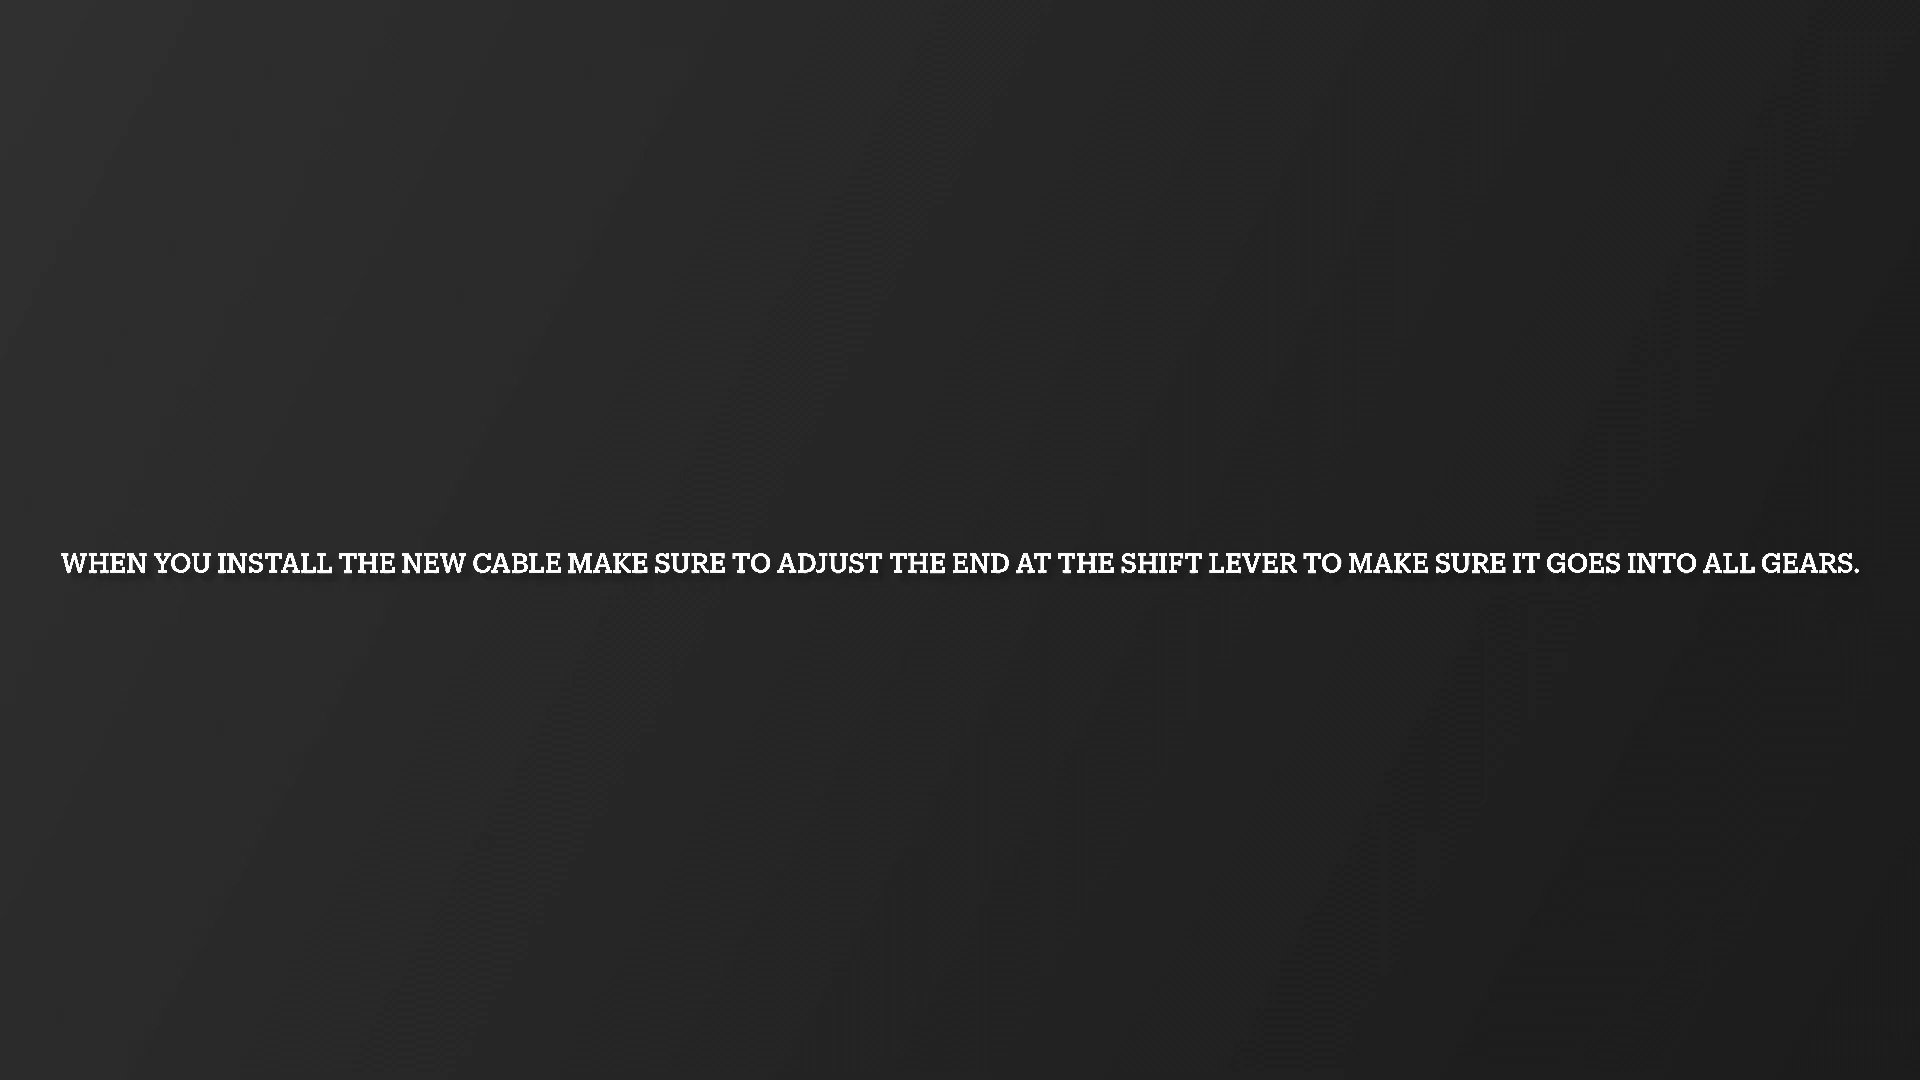 WHEN YOU INSTALL THE NEW CABLE MAKE SURE TO ADJUST THE END AT THE SHIFT LEVER TO MAKE SURE IT GOES INTO ALL GEARS.